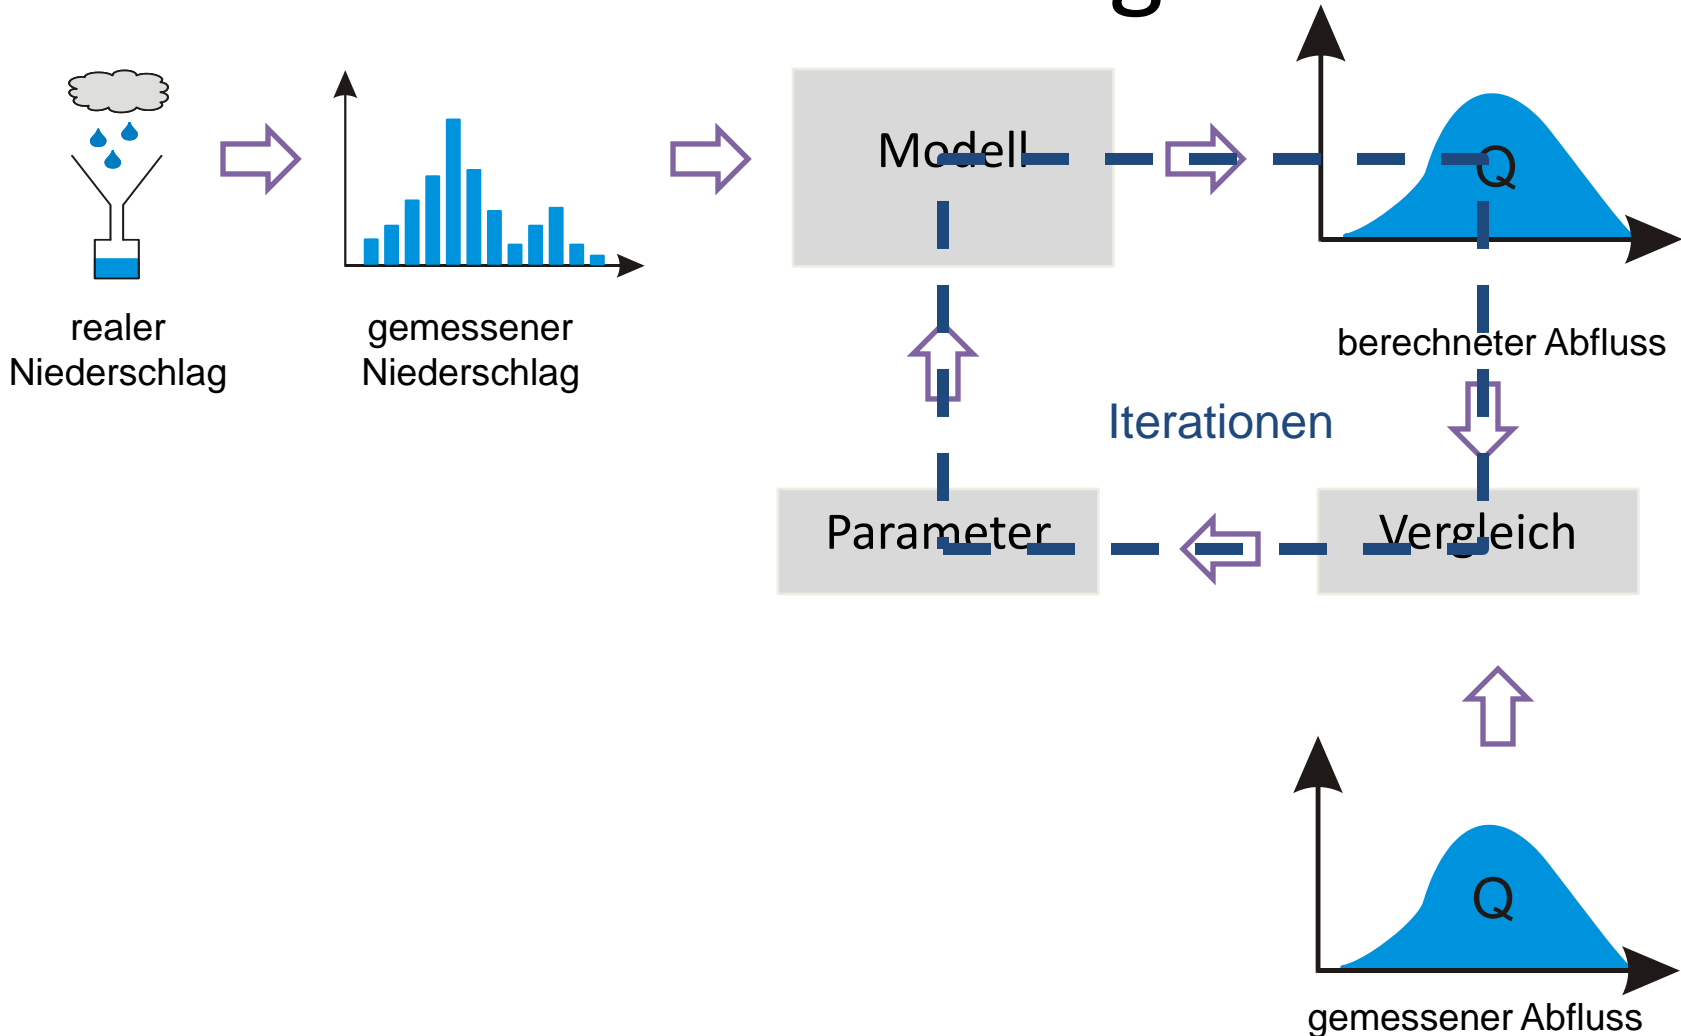 Modell
Q
realer
Niederschlag
gemessener
Niederschlag
berechneter Abfluss
Iterationen
Parameter
Vergleich
Q
gemessener Abfluss